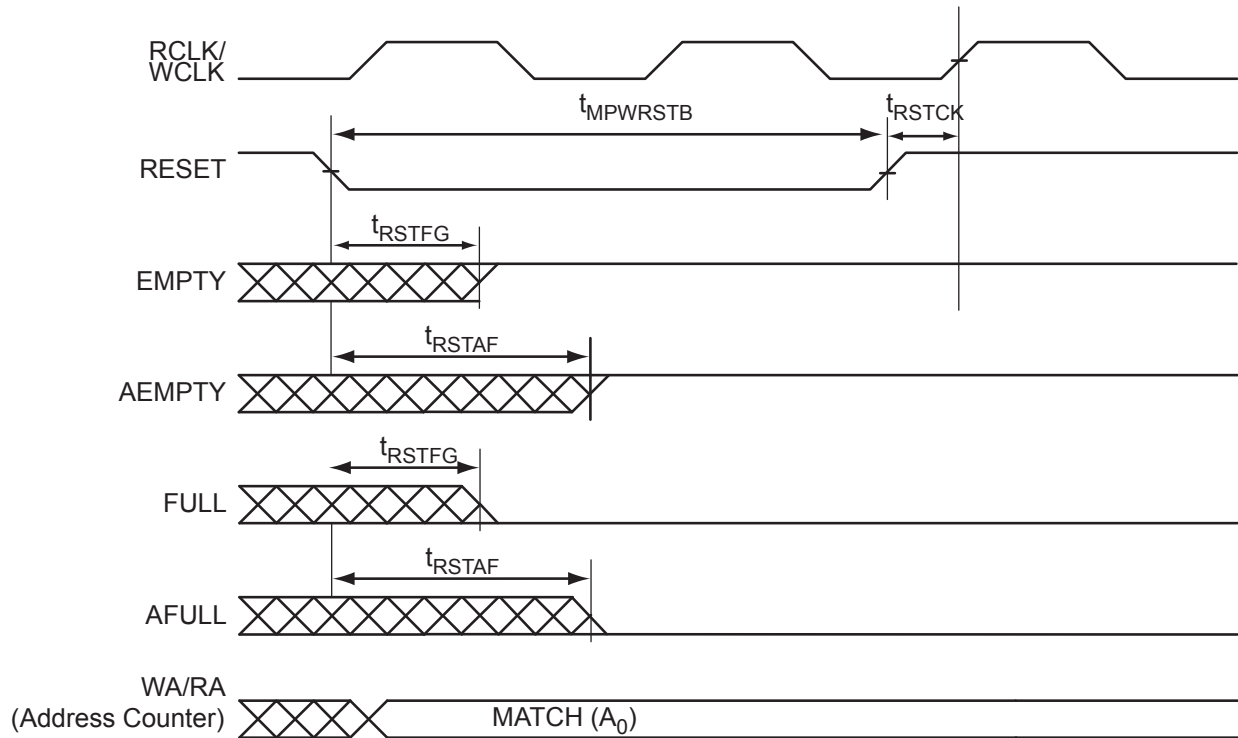 RCLK/
WCLK
tMPWRSTB
tRSTCK
RESET
tRSTFG
EMPTY
tRSTAF
AEMPTY
tRSTFG
FULL
tRSTAF
AFULL
WA/RA
(Address Counter)
MATCH (A0)